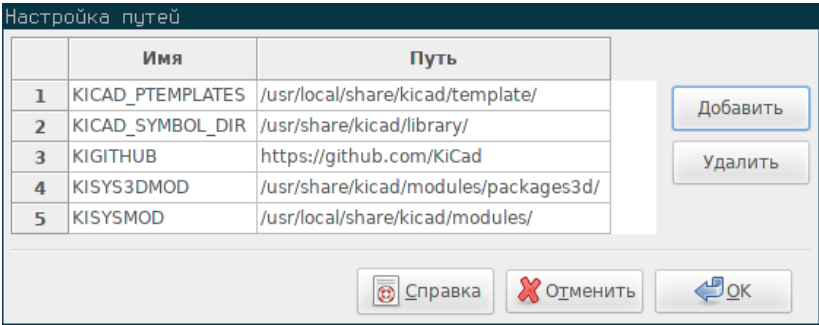 Настройка путей
Имя Путь
1 KICAD_PTEMPLATES /usr/local/share/kicad/template/
2 KICAD_SYMBOL_DIR /usr/share/kicad/library/
3 KIGITHUB https://github.com/KiCad
4 KISYS3DMOD /usr/share/kicad/modules/packages3d/
5 KISYSMOD /usr/local/share/kicad/modules/
Добавить
Удалить
Справка Отменить OK